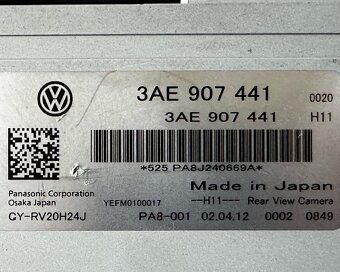 3AE 907 441 0020
3AE 907 441 H11
*525 PA8J240669A*
Panasonic Corporation
Osaka Japan
YEFM0100017
Made in Japan
--H11-- Rear View Camera
GY-RV20H24J PA8-001 02.04.12 0002 0849